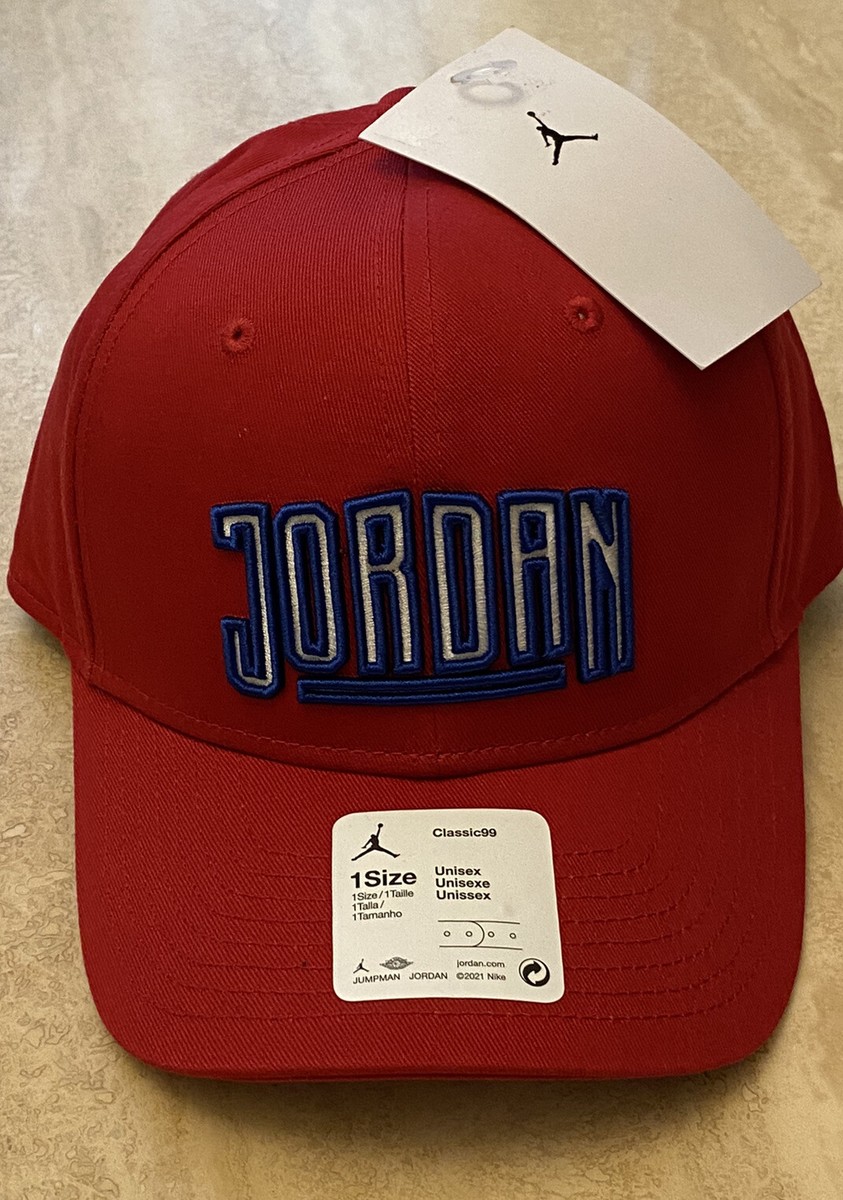 JORDAN
Classic99
1Size
1Size/1Taille
1Talla/
1Tamanho
Unisex
Unisexe
Unissex
JUMPMAN
JORDAN
jordan.com
©2021 Nike